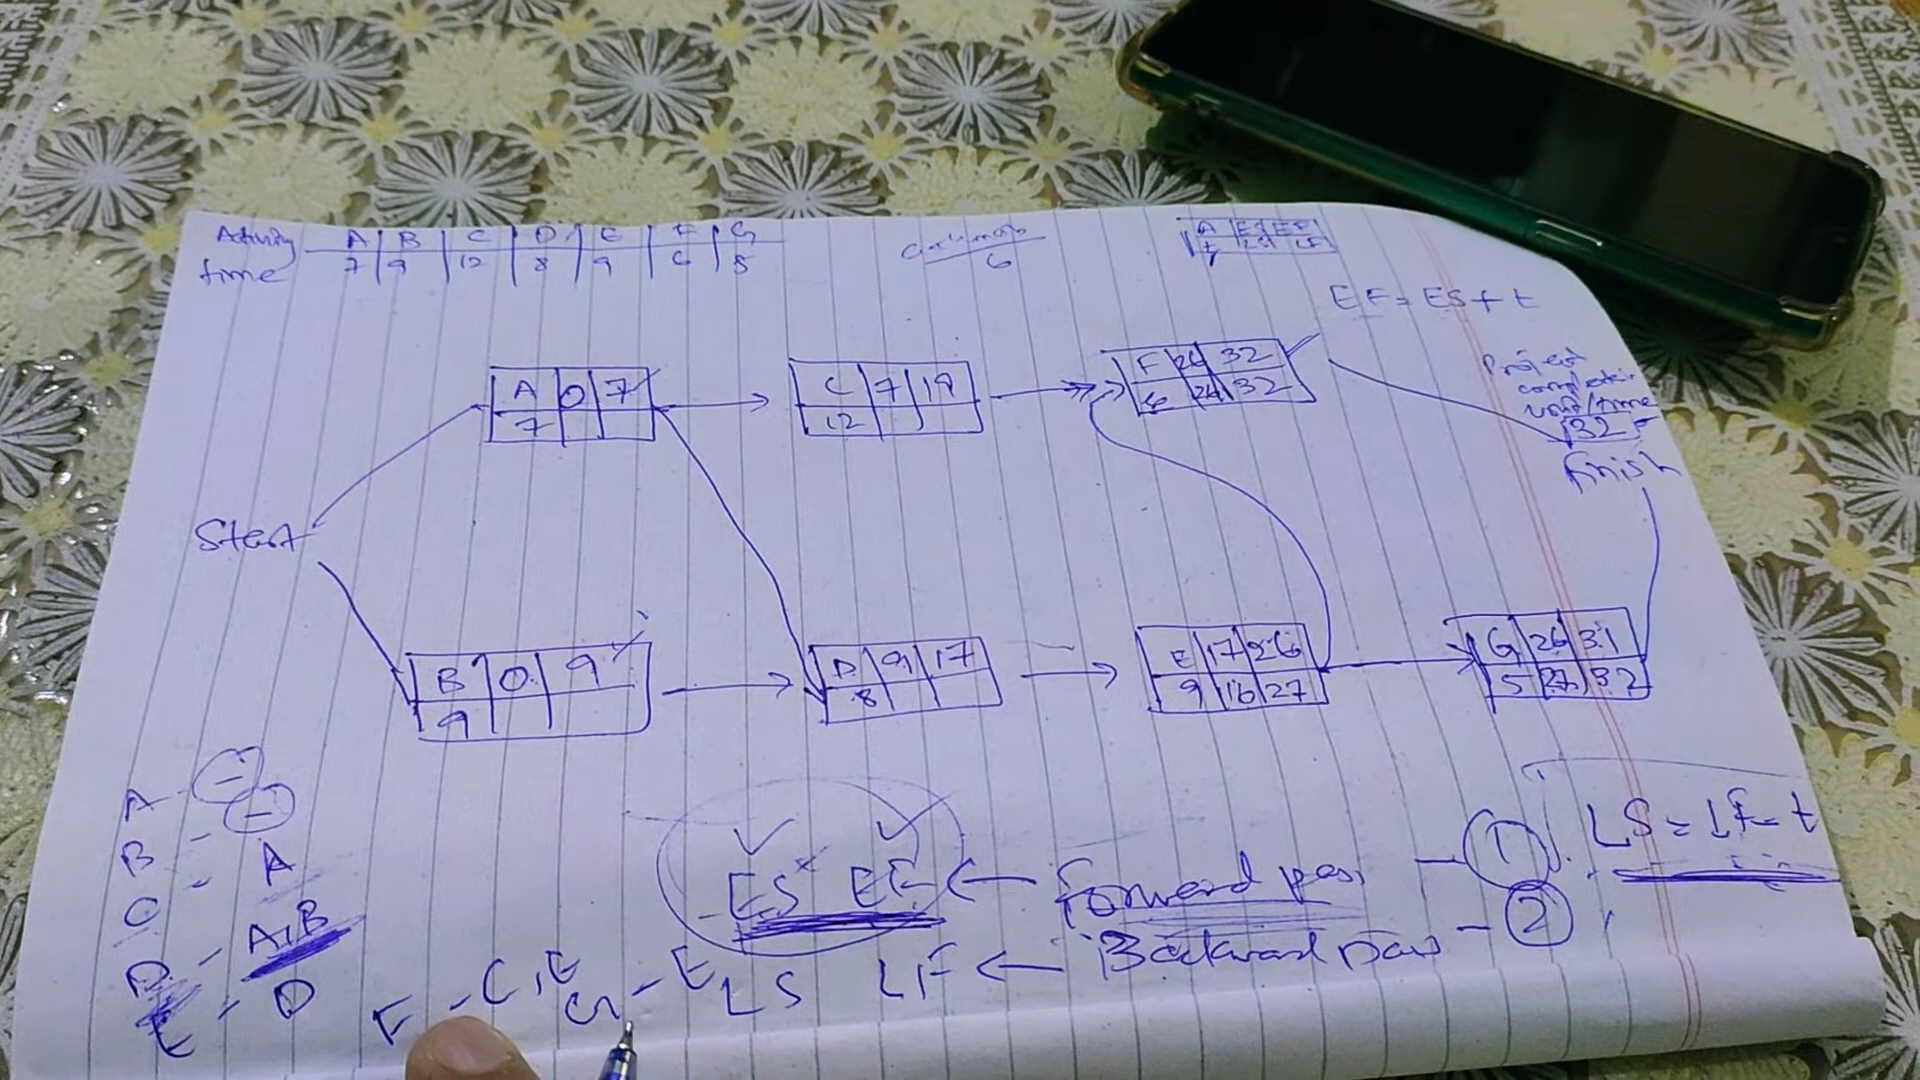 Activity A B C D E F G
time 7 9 12 8 9 6 5
6
A ES EF
t LS LF
EF = ES + t
Project
completion
unit/time
32
finish
A 0 7
7
C 7 19
12
F 26 32
6 26 32
Start
B 0 9
9
D 9 17
8
E 17 26
9 18 27
G 26 31
5 27 32
A - -
B - -
C - A
D - A,B
E - D
F - C,E
G - E
ES EF ← Forward pass - 1
LS LF ← Backward pass - 2
LS = LF - t